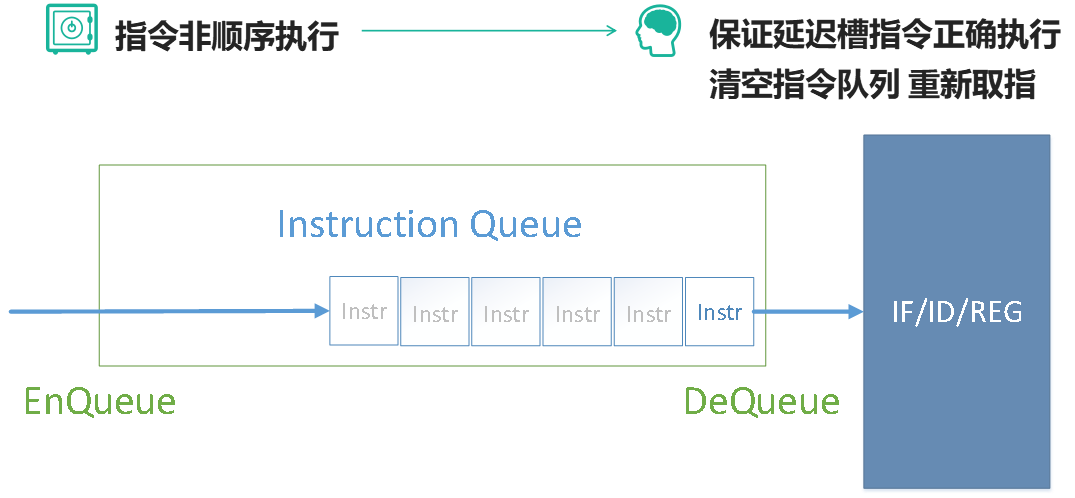 指令非顺序执行
保证延迟槽指令正确执行
清空指令队列 重新取指
Instruction Queue
Instr Instr Instr Instr Instr Instr
IF/ID/REG
EnQueue
DeQueue